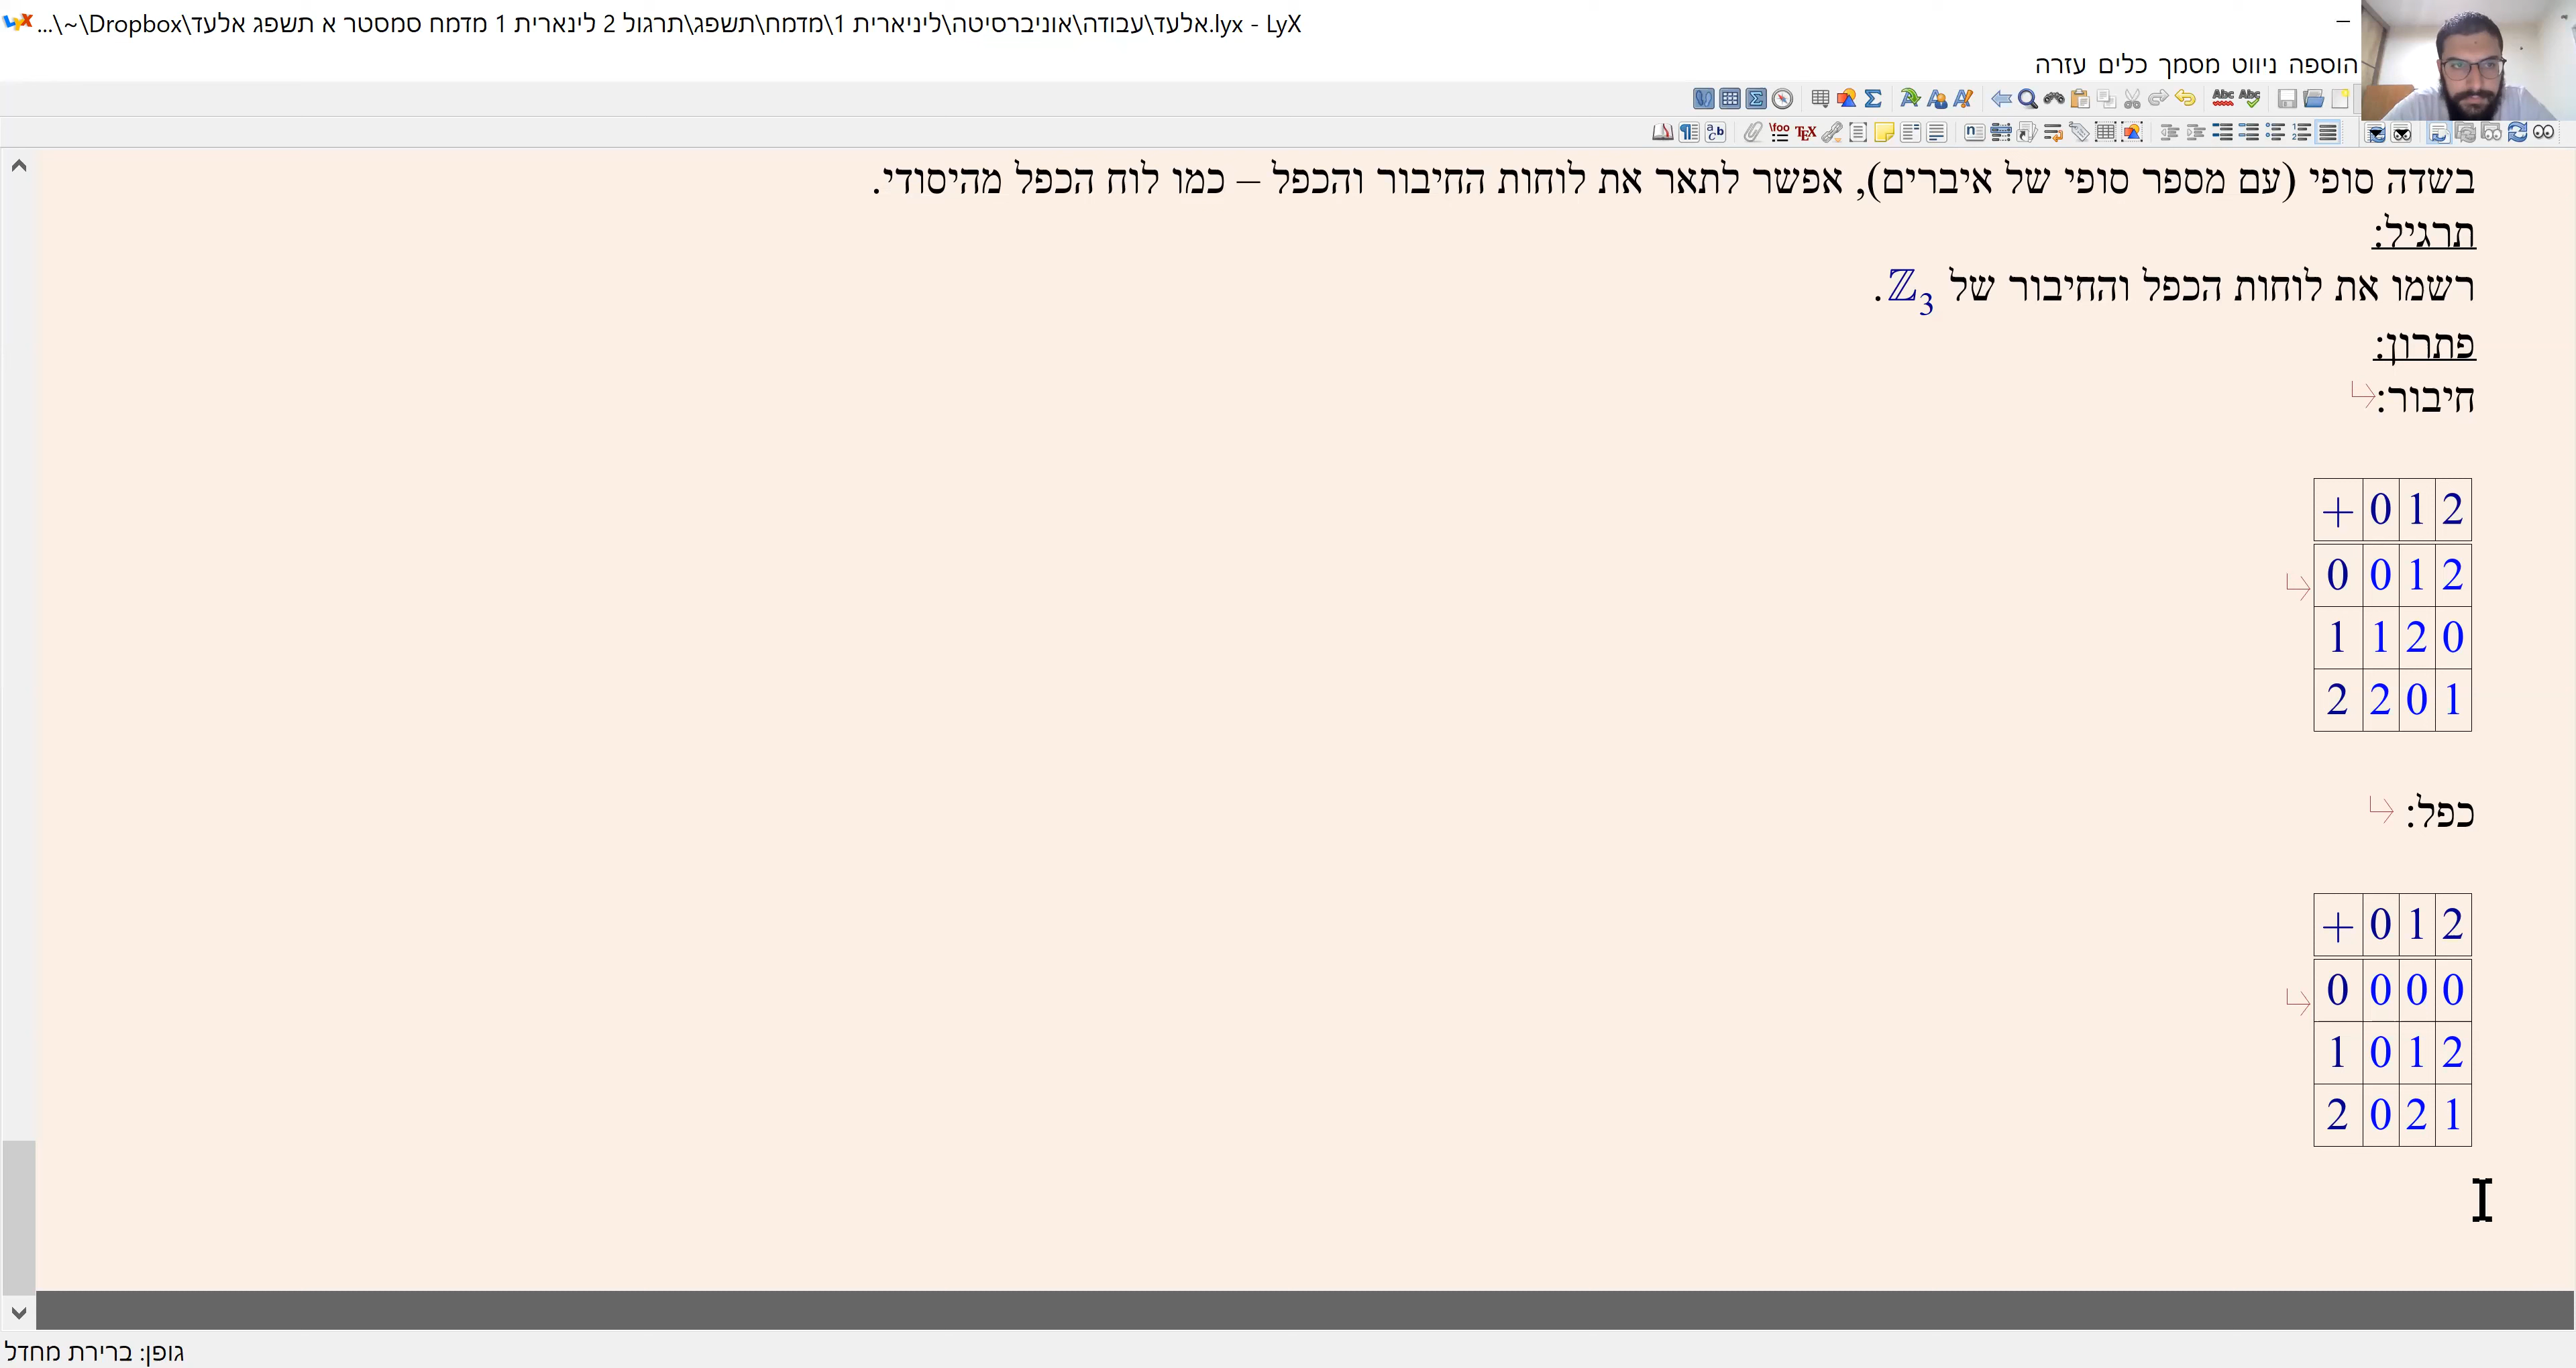 ...\~\Dropbox\אלעד\עבודה\אוניברסיטה\ליניארית 1\מדמח\תשפג\תרגול 2 לינארית 1 מדמח סמסטר א תשפג אלעד.lyx - LyX
הוספה ניווט מסמך כלים עזרה
בשדה סופי (עם מספר סופי של איברים), אפשר לתאר את לוחות החיבור והכפל – כמו לוח הכפל מהיסודי.
תרגיל:
רשמו את לוחות הכפל והחיבור של ℤ₃.
פתרון:
חיבור:
+ 0 1 2
0 0 1 2
1 1 2 0
2 2 0 1
כפל:
+ 0 1 2
0 0 0 0
1 0 1 2
2 0 2 1
גופן: ברירת מחדל